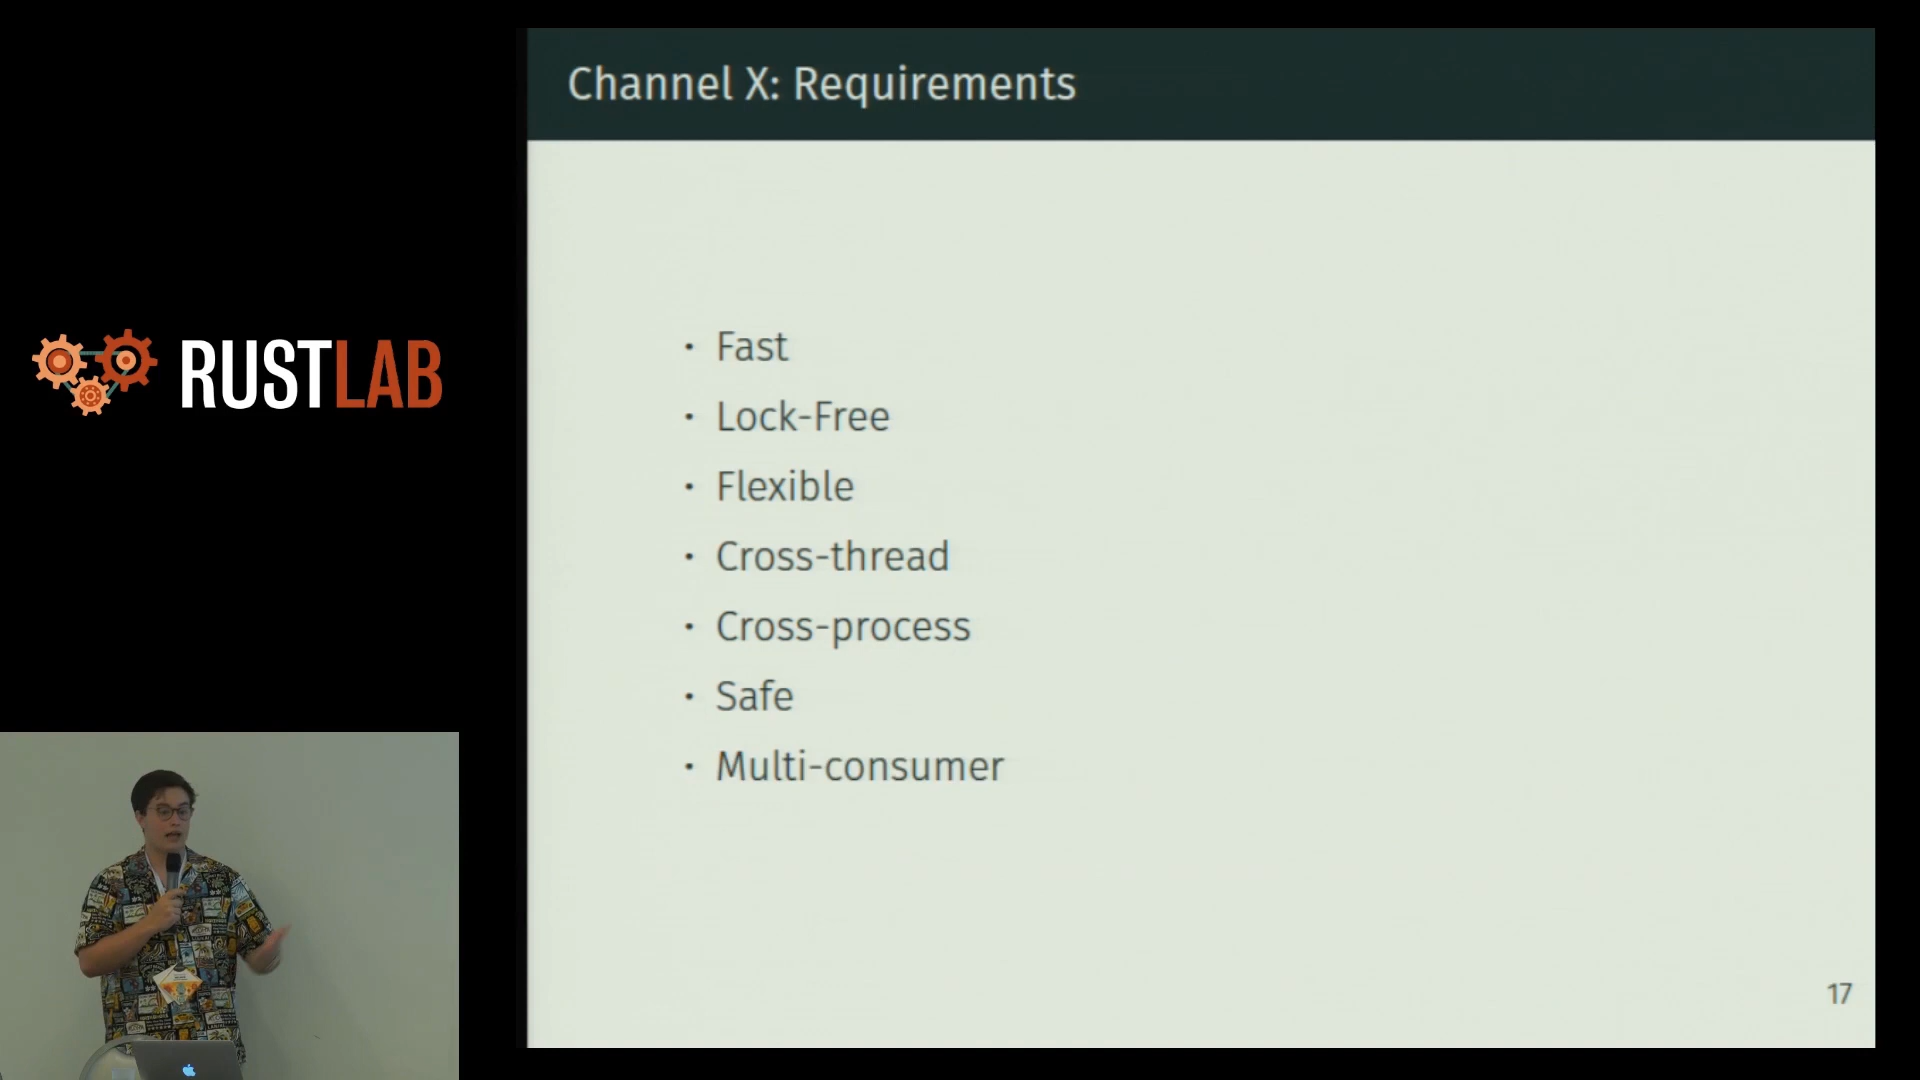 Channel X: Requirements
RUSTLAB
• Fast
• Lock-Free
• Flexible
• Cross-thread
• Cross-process
• Safe
• Multi-consumer
17